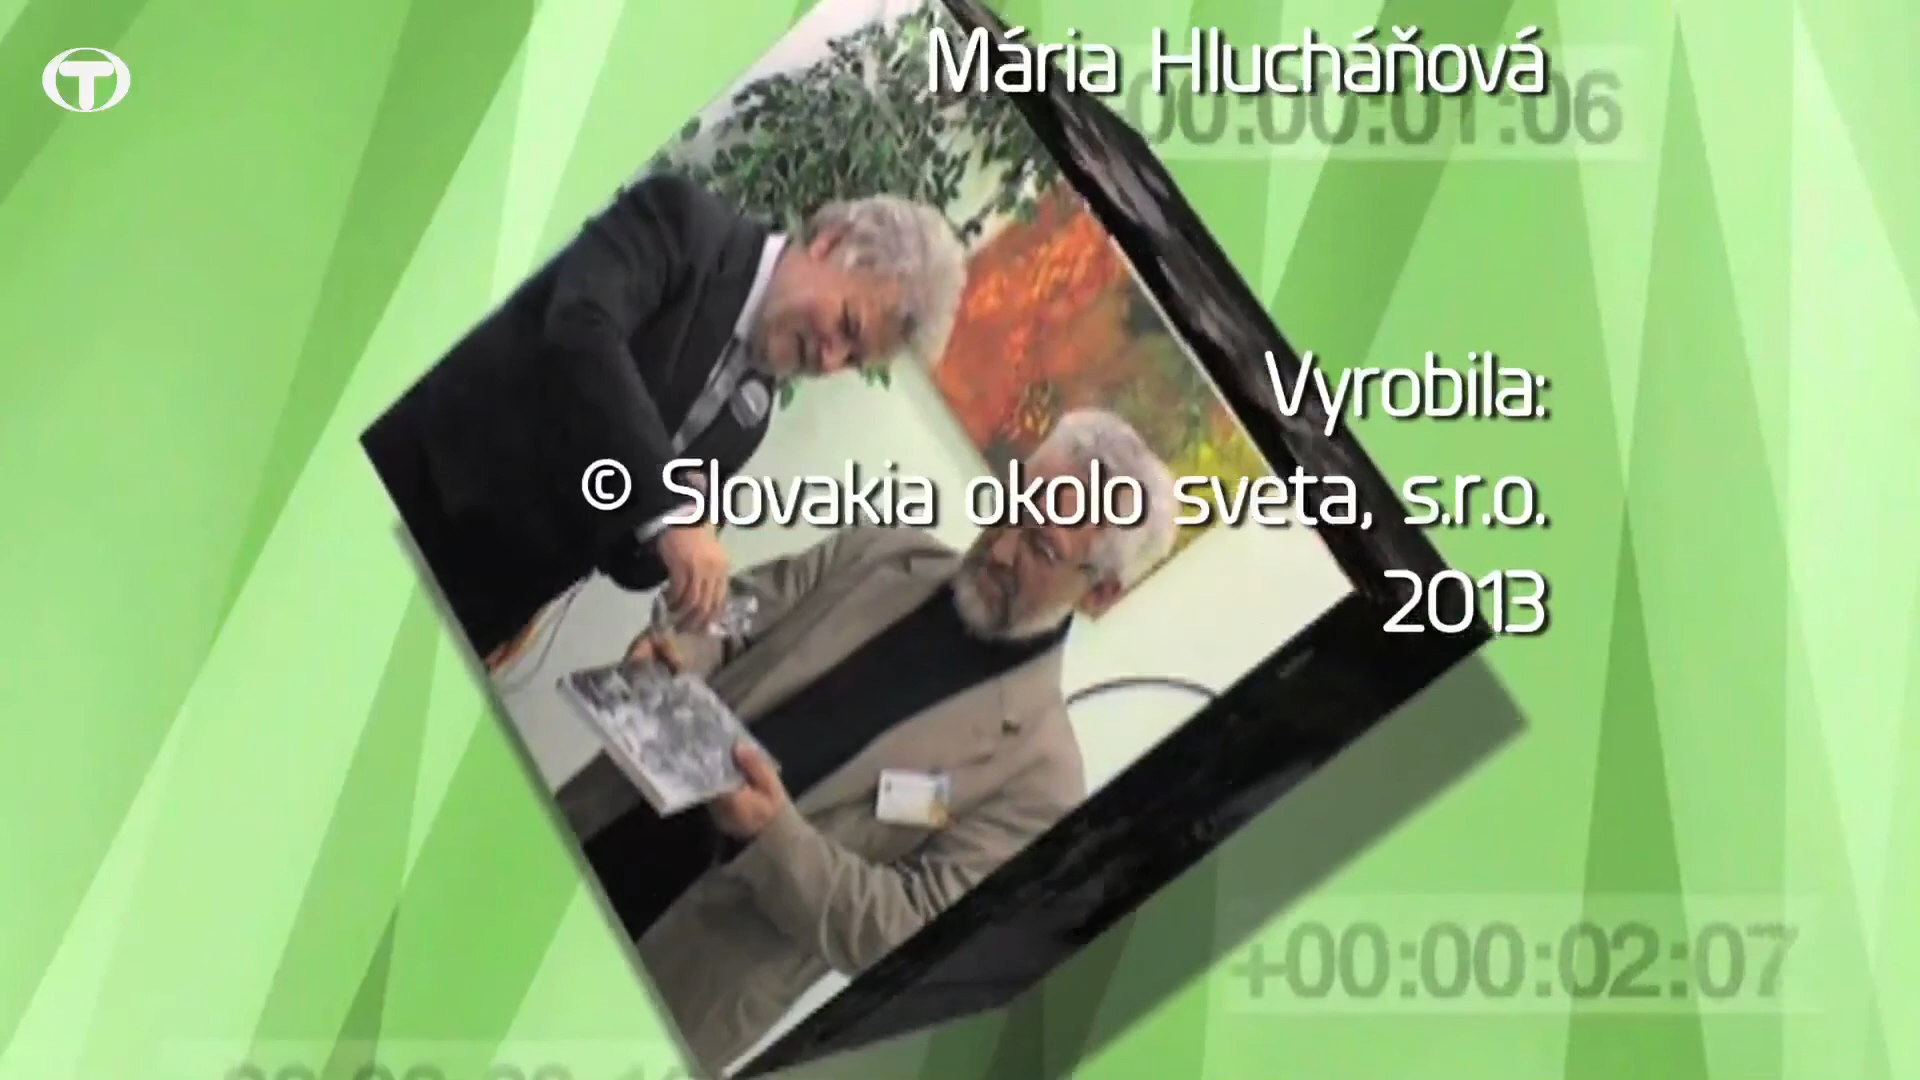 T
Mária Hlucháňová
00:00:01:06
Vyrobila:
© Slovakia okolo sveta, s.r.o.
2013
+00:00:02:07